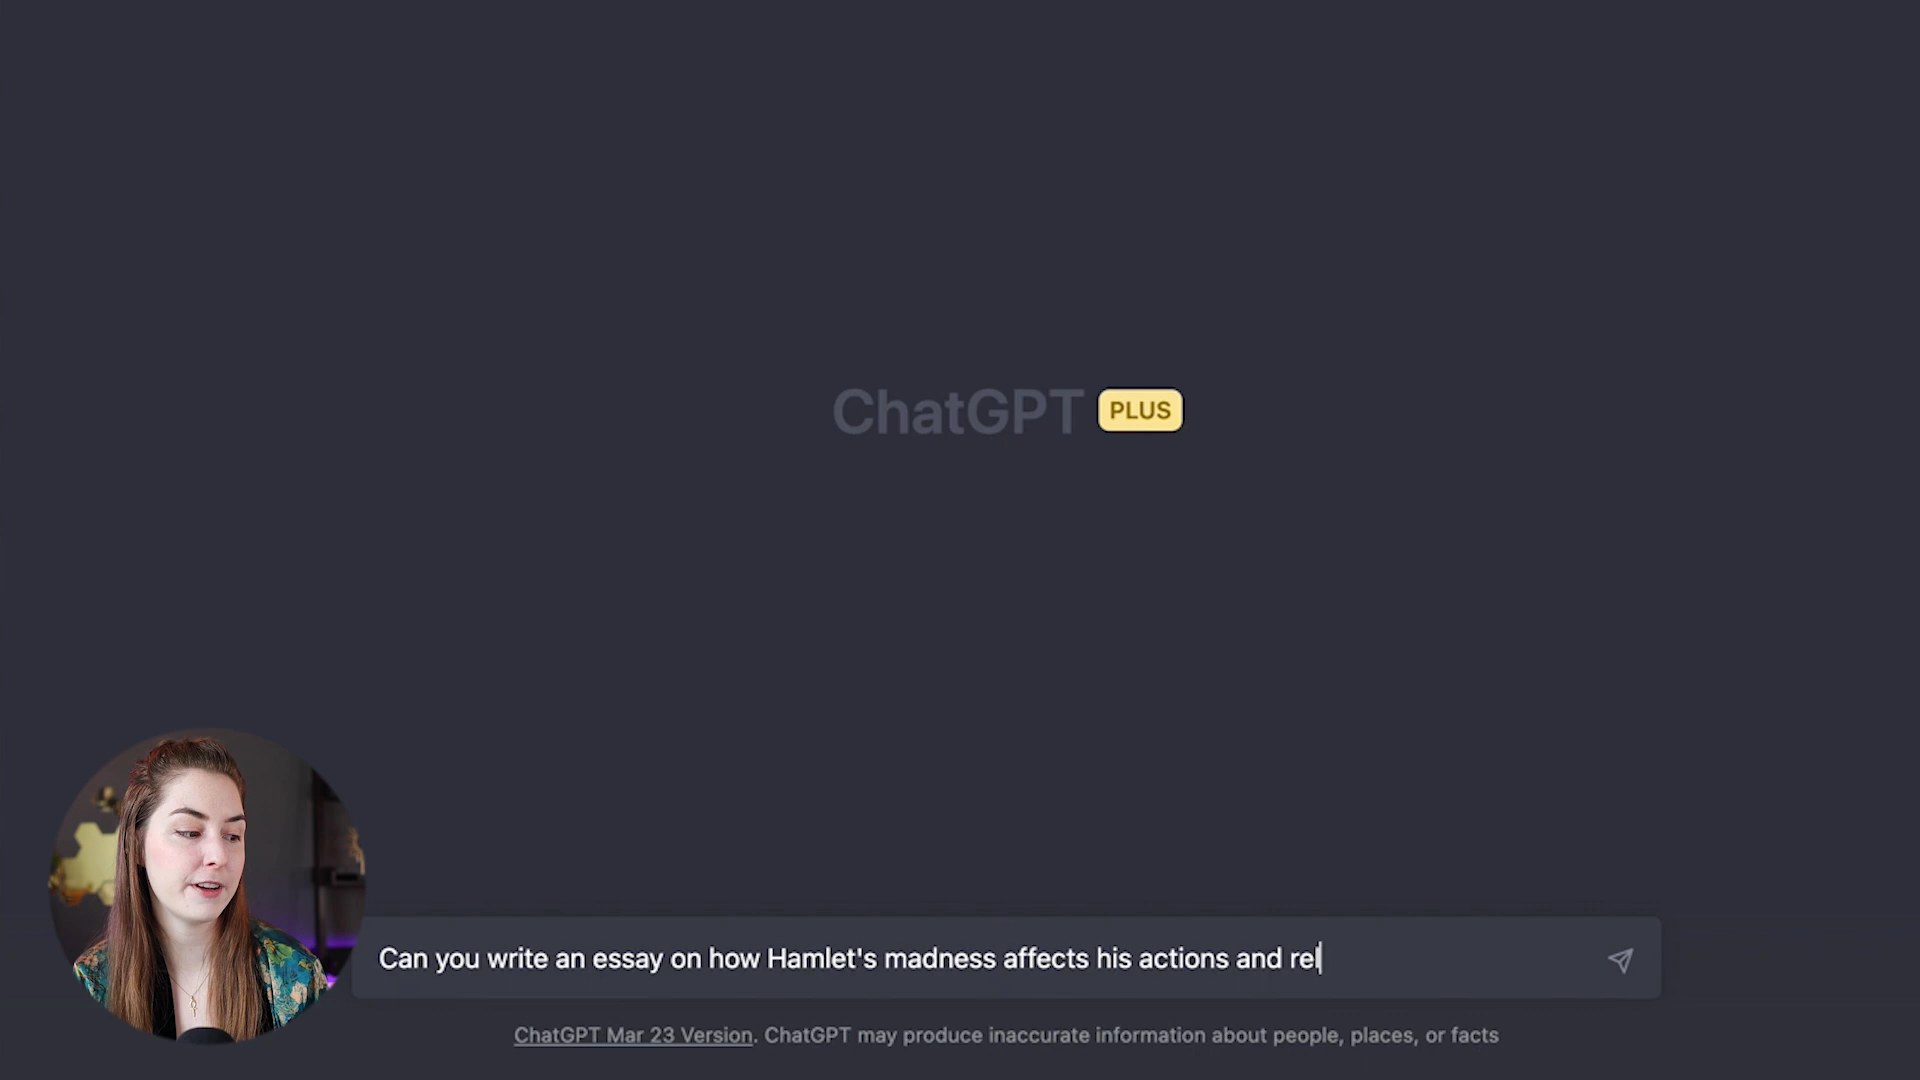 ChatGPT PLUS
Can you write an essay on how Hamlet's madness affects his actions and rel
ChatGPT Mar 23 Version. ChatGPT may produce inaccurate information about people, places, or facts